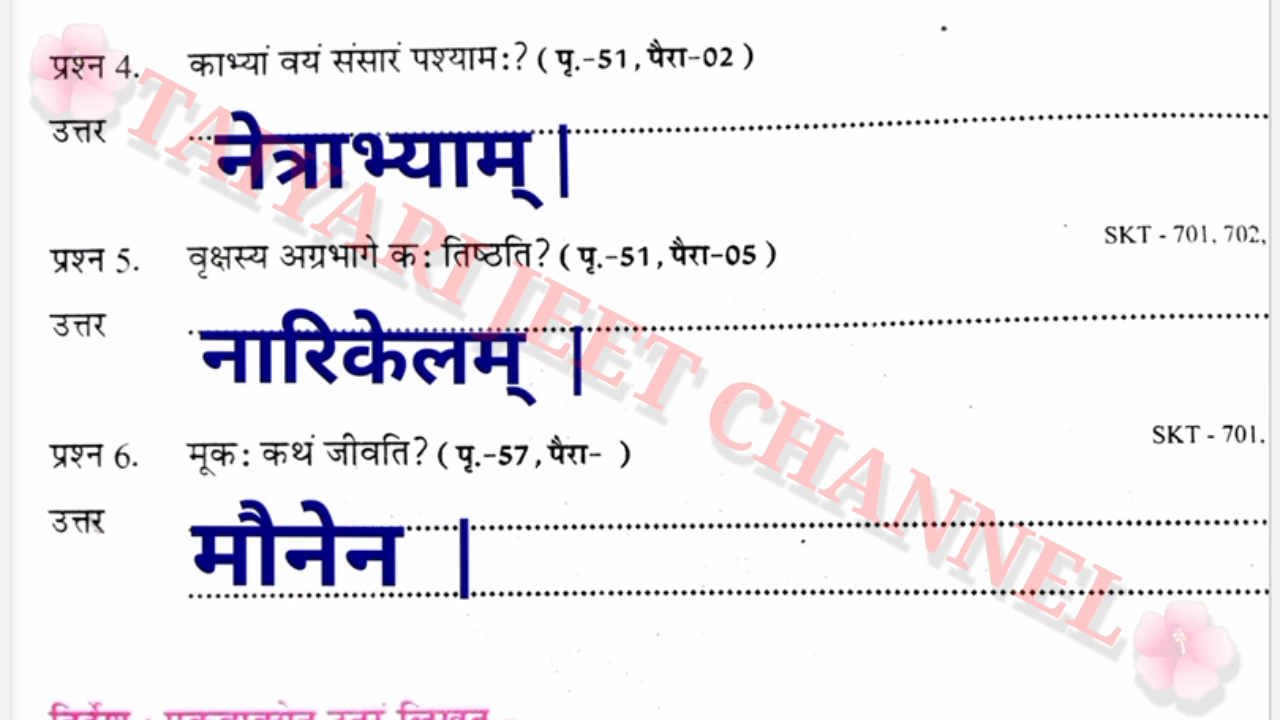 प्रश्न 4. काभ्यां वयं संसारं पश्याम:? ( पृ.-51, पैरा-02 )
उत्तर नेत्राभ्याम् |
SKT - 701, 702,
प्रश्न 5. वृक्षस्य अग्रभागे क: तिष्ठति? ( पृ.-51, पैरा-05 )
उत्तर नारिकेलम् |
SKT - 701,
प्रश्न 6. मूक: कथं जीवति? ( पृ.-57, पैरा- )
उत्तर मौनेन |
TAIYARI JEET CHANNEL